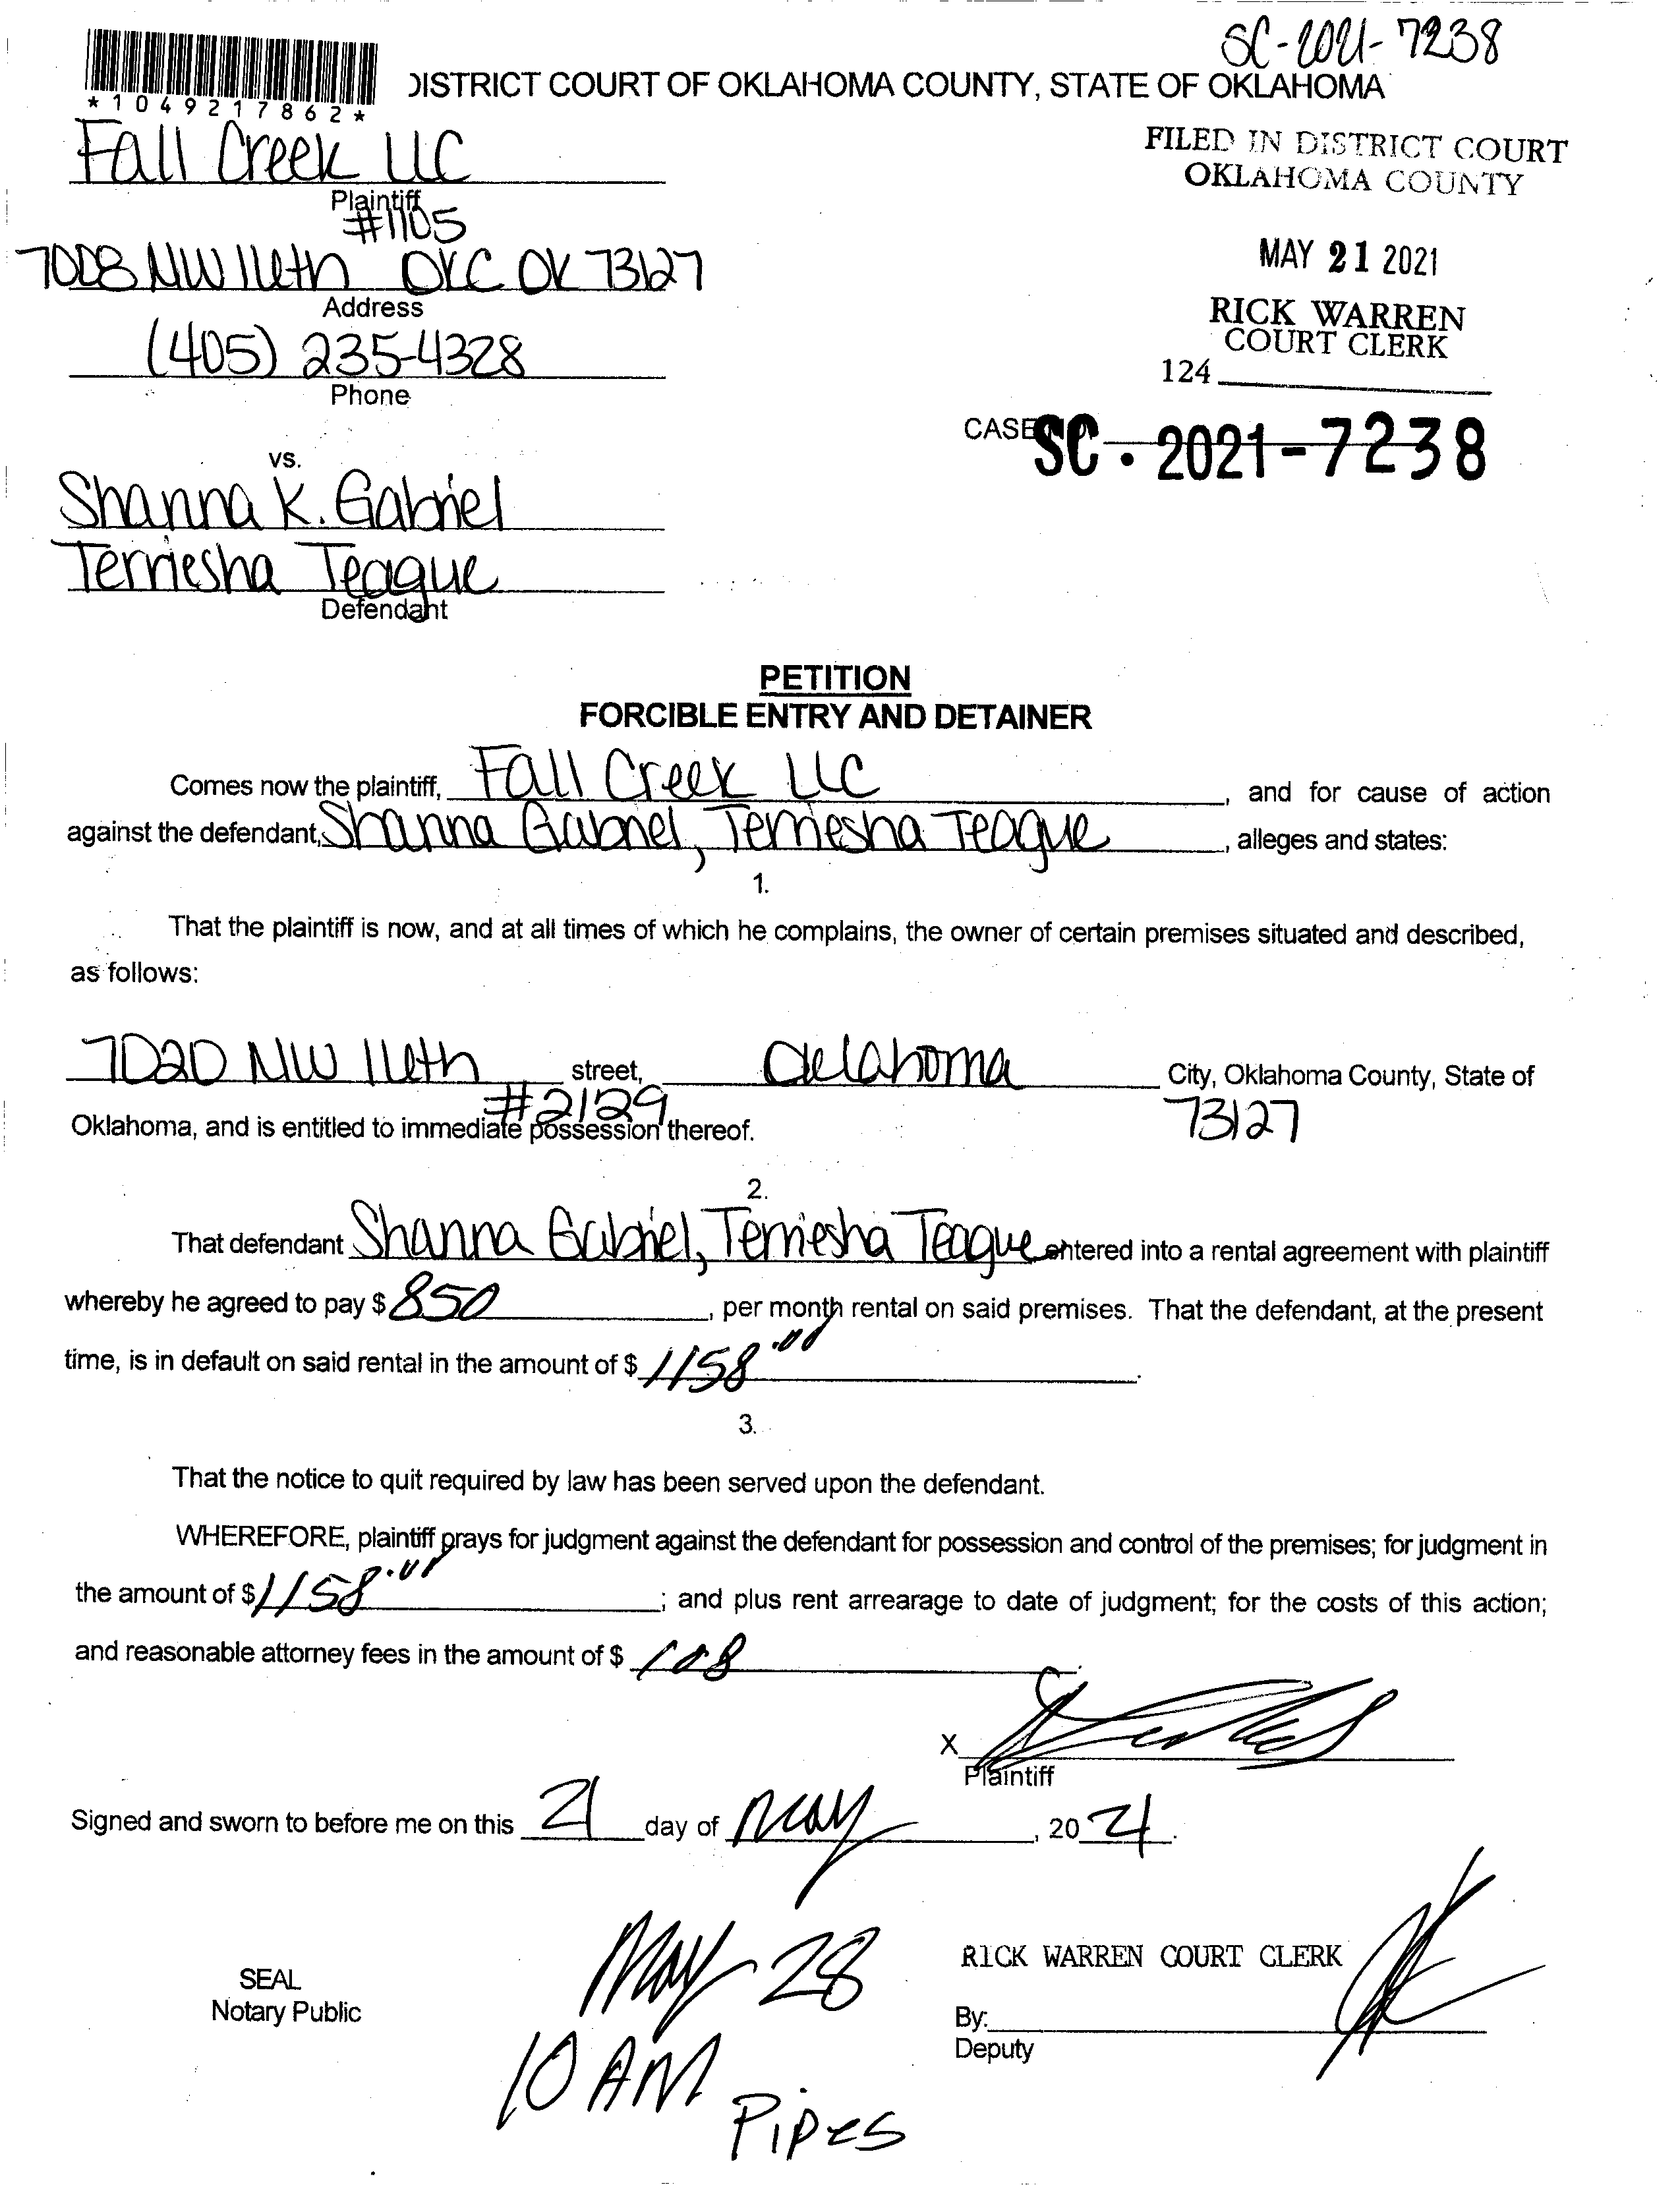 SC-2021-7238
*1049217862*
DISTRICT COURT OF OKLAHOMA COUNTY, STATE OF OKLAHOMA
Fall Creek LLC
Plaintiff
#1105
7008 NW 16th OKC OK 73127
Address
(405) 235-4328
Phone
FILED IN DISTRICT COURT
OKLAHOMA COUNTY
MAY 21 2021
RICK WARREN
COURT CLERK
124
CASE NO. SC-2021-7238
vs.
Shanna K. Gabriel
Terriesha Teague
Defendant
PETITION
FORCIBLE ENTRY AND DETAINER
Comes now the plaintiff, Fall Creek LLC, and for cause of action
against the defendant, Shanna Gabriel, Terriesha Teague, alleges and states:
1.
That the plaintiff is now, and at all times of which he complains, the owner of certain premises situated and described,
as follows:
7020 NW 16th street, Oklahoma City, Oklahoma County, State of
#2129 73127
Oklahoma, and is entitled to immediate possession thereof.
2.
That defendant Shanna Gabriel, Terriesha Teague entered into a rental agreement with plaintiff
whereby he agreed to pay $ 850, per month rental on said premises. That the defendant, at the present
time, is in default on said rental in the amount of $ 1158.00.
3.
That the notice to quit required by law has been served upon the defendant.
WHEREFORE, plaintiff prays for judgment against the defendant for possession and control of the premises; for judgment in
the amount of $ 1158.00; and plus rent arrearage to date of judgment; for the costs of this action;
and reasonable attorney fees in the amount of $ 108.
X
Plaintiff
Signed and sworn to before me on this 21 day of May, 2021.
SEAL
Notary Public
May 28
10 AM
Pipes
RICK WARREN COURT CLERK
By:
Deputy